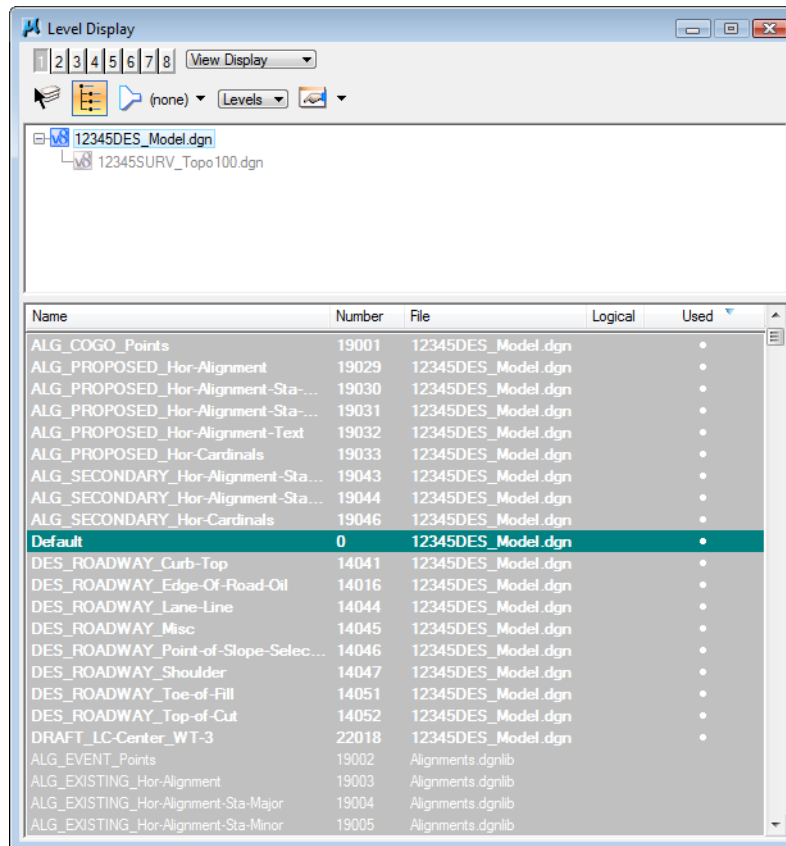 Level Display
1 2 3 4 5 6 7 8 View Display
(none) Levels
v8 12345DES_Model.dgn
v8 12345SURV_Topo100.dgn
Name Number File Logical Used
ALG_COGO_Points 19001 12345DES_Model.dgn
ALG_PROPOSED_Hor-Alignment 19029 12345DES_Model.dgn
ALG_PROPOSED_Hor-Alignment-Sta-... 19030 12345DES_Model.dgn
ALG_PROPOSED_Hor-Alignment-Sta-... 19031 12345DES_Model.dgn
ALG_PROPOSED_Hor-Alignment-Text 19032 12345DES_Model.dgn
ALG_PROPOSED_Hor-Cardinals 19033 12345DES_Model.dgn
ALG_SECONDARY_Hor-Alignment-Sta... 19043 12345DES_Model.dgn
ALG_SECONDARY_Hor-Alignment-Sta... 19044 12345DES_Model.dgn
ALG_SECONDARY_Hor-Cardinals 19046 12345DES_Model.dgn
Default 0 12345DES_Model.dgn
DES_ROADWAY_Curb-Top 14041 12345DES_Model.dgn
DES_ROADWAY_Edge-Of-Road-Oil 14016 12345DES_Model.dgn
DES_ROADWAY_Lane-Line 14044 12345DES_Model.dgn
DES_ROADWAY_Misc 14045 12345DES_Model.dgn
DES_ROADWAY_Point-of-Slope-Selec... 14046 12345DES_Model.dgn
DES_ROADWAY_Shoulder 14047 12345DES_Model.dgn
DES_ROADWAY_Toe-of-Fill 14051 12345DES_Model.dgn
DES_ROADWAY_Top-of-Cut 14052 12345DES_Model.dgn
DRAFT_LC-Center_WT-3 22018 12345DES_Model.dgn
ALG_EVENT_Points 19002 Alignments.dgnlib
ALG_EXISTING_Hor-Alignment 19003 Alignments.dgnlib
ALG_EXISTING_Hor-Alignment-Sta-Major 19004 Alignments.dgnlib
ALG_EXISTING_Hor-Alignment-Sta-Minor 19005 Alignments.dgnlib